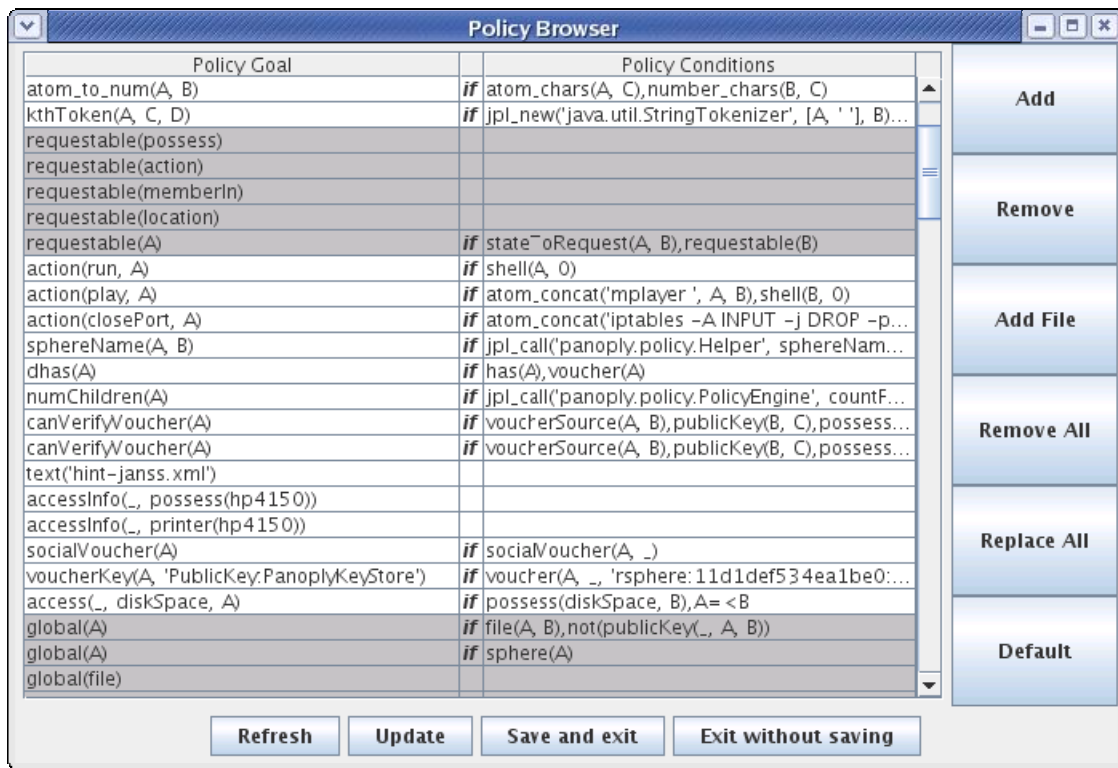 Policy Browser
Policy Goal Policy Conditions
atom_to_num(A, B) if atom_chars(A, C),number_chars(B, C)
kthToken(A, C, D) if jpl_new('java.util.StringTokenizer', [A, ' '], B)...
requestable(possess)
requestable(action)
requestable(memberIn)
requestable(location)
requestable(A) if stateToRequest(A, B),requestable(B)
action(run, A) if shell(A, 0)
action(play, A) if atom_concat('mplayer ', A, B),shell(B, 0)
action(closePort, A) if atom_concat('iptables -A INPUT -j DROP -p...
sphereName(A, B) if jpl_call('panoply.policy.Helper', sphereNam...
dhas(A) if has(A),voucher(A)
numChildren(A) if jpl_call('panoply.policy.PolicyEngine', countF...
canVerifyVoucher(A) if voucherSource(A, B),publicKey(B, C),possess...
canVerifyVoucher(A) if voucherSource(A, B),publicKey(B, C),possess...
text('hint-janss.xml')
accessInfo(_, possess(hp4150))
accessInfo(_, printer(hp4150))
socialVoucher(A) if socialVoucher(A, _)
voucherKey(A, 'PublicKey:PanoplyKeyStore') if voucher(A, _, 'rsphere:11d1def534ea1be0:...
access(_, diskSpace, A) if possess(diskSpace, B),A=<B
global(A) if file(A, B),not(publicKey(_, A, B))
global(A) if sphere(A)
global(file)
Add
Remove
Add File
Remove All
Replace All
Default
Refresh Update Save and exit Exit without saving